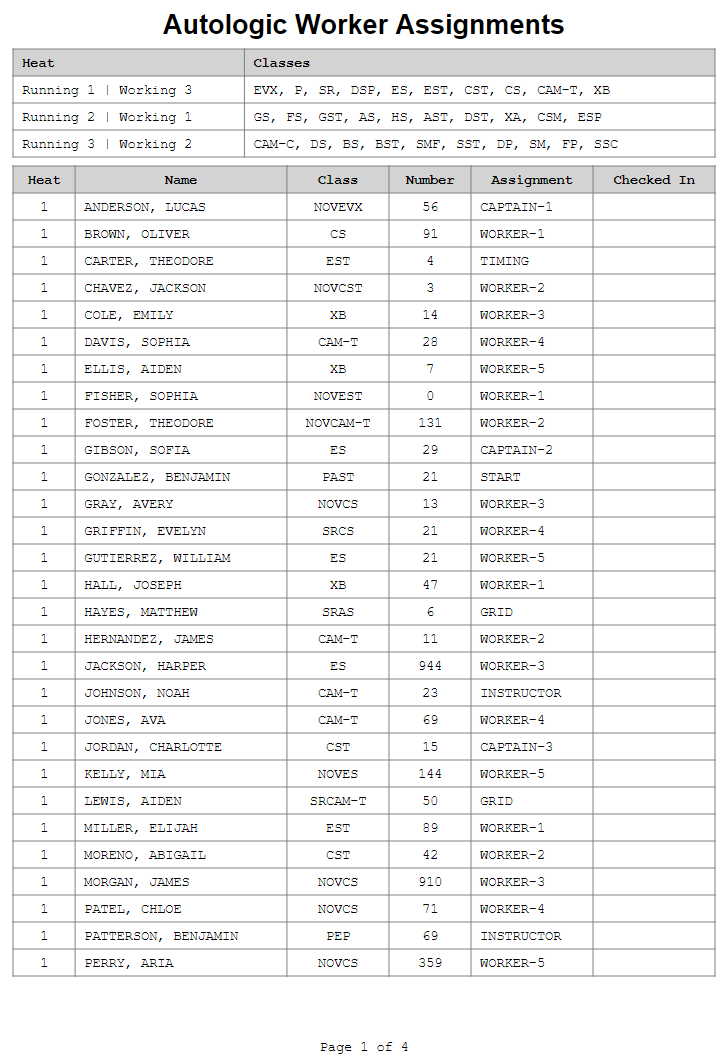 Autologic Worker Assignments
Heat Classes
Running 1 | Working 3 EVX, P, SR, DSP, ES, EST, CST, CS, CAM-T, XB
Running 2 | Working 1 GS, FS, GST, AS, HS, AST, DST, XA, CSM, ESP
Running 3 | Working 2 CAM-C, DS, BS, BST, SMF, SST, DP, SM, FP, SSC
Heat Name Class Number Assignment Checked In
1 ANDERSON, LUCAS NOVEVX 56 CAPTAIN-1
1 BROWN, OLIVER CS 91 WORKER-1
1 CARTER, THEODORE EST 4 TIMING
1 CHAVEZ, JACKSON NOVCST 3 WORKER-2
1 COLE, EMILY XB 14 WORKER-3
1 DAVIS, SOPHIA CAM-T 28 WORKER-4
1 ELLIS, AIDEN XB 7 WORKER-5
1 FISHER, SOPHIA NOVEST 0 WORKER-1
1 FOSTER, THEODORE NOVCAM-T 131 WORKER-2
1 GIBSON, SOFIA ES 29 CAPTAIN-2
1 GONZALEZ, BENJAMIN PAST 21 START
1 GRAY, AVERY NOVCS 13 WORKER-3
1 GRIFFIN, EVELYN SRCS 21 WORKER-4
1 GUTIERREZ, WILLIAM ES 21 WORKER-5
1 HALL, JOSEPH XB 47 WORKER-1
1 HAYES, MATTHEW SRAS 6 GRID
1 HERNANDEZ, JAMES CAM-T 11 WORKER-2
1 JACKSON, HARPER ES 944 WORKER-3
1 JOHNSON, NOAH CAM-T 23 INSTRUCTOR
1 JONES, AVA CAM-T 69 WORKER-4
1 JORDAN, CHARLOTTE CST 15 CAPTAIN-3
1 KELLY, MIA NOVES 144 WORKER-5
1 LEWIS, AIDEN SRCAM-T 50 GRID
1 MILLER, ELIJAH EST 89 WORKER-1
1 MORENO, ABIGAIL CST 42 WORKER-2
1 MORGAN, JAMES NOVCS 910 WORKER-3
1 PATEL, CHLOE NOVCS 71 WORKER-4
1 PATTERSON, BENJAMIN PEP 69 INSTRUCTOR
1 PERRY, ARIA NOVCS 359 WORKER-5
Page 1 of 4